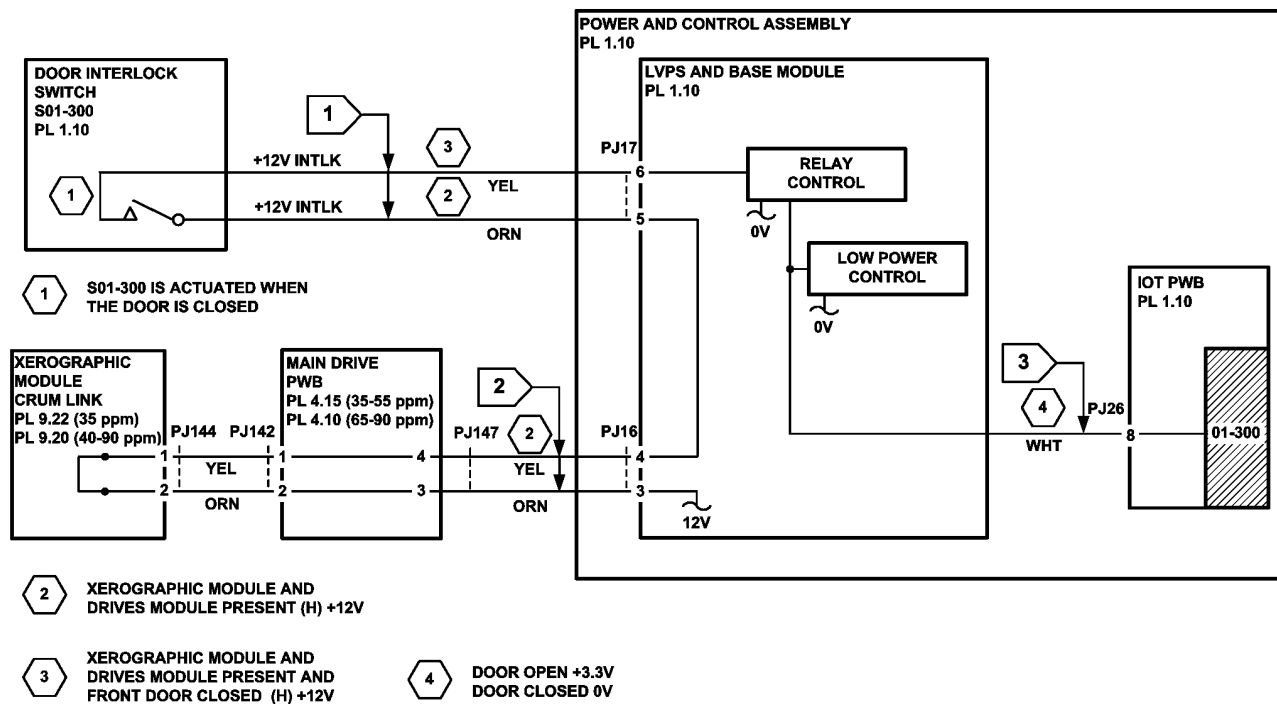 POWER AND CONTROL ASSEMBLY
PL 1.10
DOOR INTERLOCK
SWITCH
S01-300
PL 1.10
LVPS AND BASE MODULE
PL 1.10
1
3
PJ17
+12V INTLK
6
RELAY
CONTROL
YEL
1
2
+12V INTLK
5
ORN
0V
LOW POWER
CONTROL
1
S01-300 IS ACTUATED WHEN
THE DOOR IS CLOSED
0V
IOT PWB
PL 1.10
XEROGRAPHIC
MODULE
CRUM LINK
PL 9.22 (35 ppm)
PL 9.20 (40-90 ppm)
MAIN DRIVE
PWB
PL 4.15 (35-55 ppm)
PL 4.10 (65-90 ppm)
2
3
4
PJ26
PJ144
PJ142
PJ147
2
PJ16
8
01-300
WHT
1
1
4
4
YEL
YEL
2
2
3
3
ORN
ORN
12V
2
XEROGRAPHIC MODULE AND
DRIVES MODULE PRESENT (H) +12V
3
XEROGRAPHIC MODULE AND
DRIVES MODULE PRESENT AND
FRONT DOOR CLOSED (H) +12V
4
DOOR OPEN +3.3V
DOOR CLOSED 0V